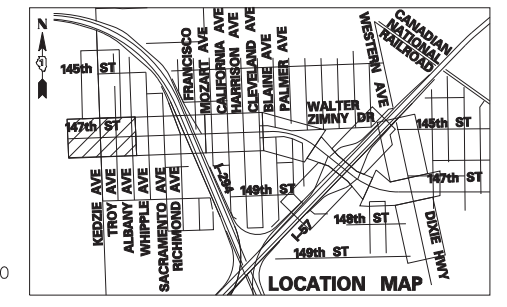 N
145th ST
147th ST
FRANCISCO
MOZART AVE
CALIFORNIA AVE
HARRISON AVE
CLEVELAND AVE
BLAINE AVE
PALMER AVE
WESTERN AVE
CANADIAN
NATIONAL
RAILROAD
WALTER
ZIMNY DR
145th ST
147th ST
KEDZIE AVE
TROY AVE
ALBANY AVE
WHIPPLE AVE
SACRAMENTO AVE
RICHMOND AVE
I-294
149th ST
I-57
148th ST
149th ST
DIXIE HWY
LOCATION MAP
0